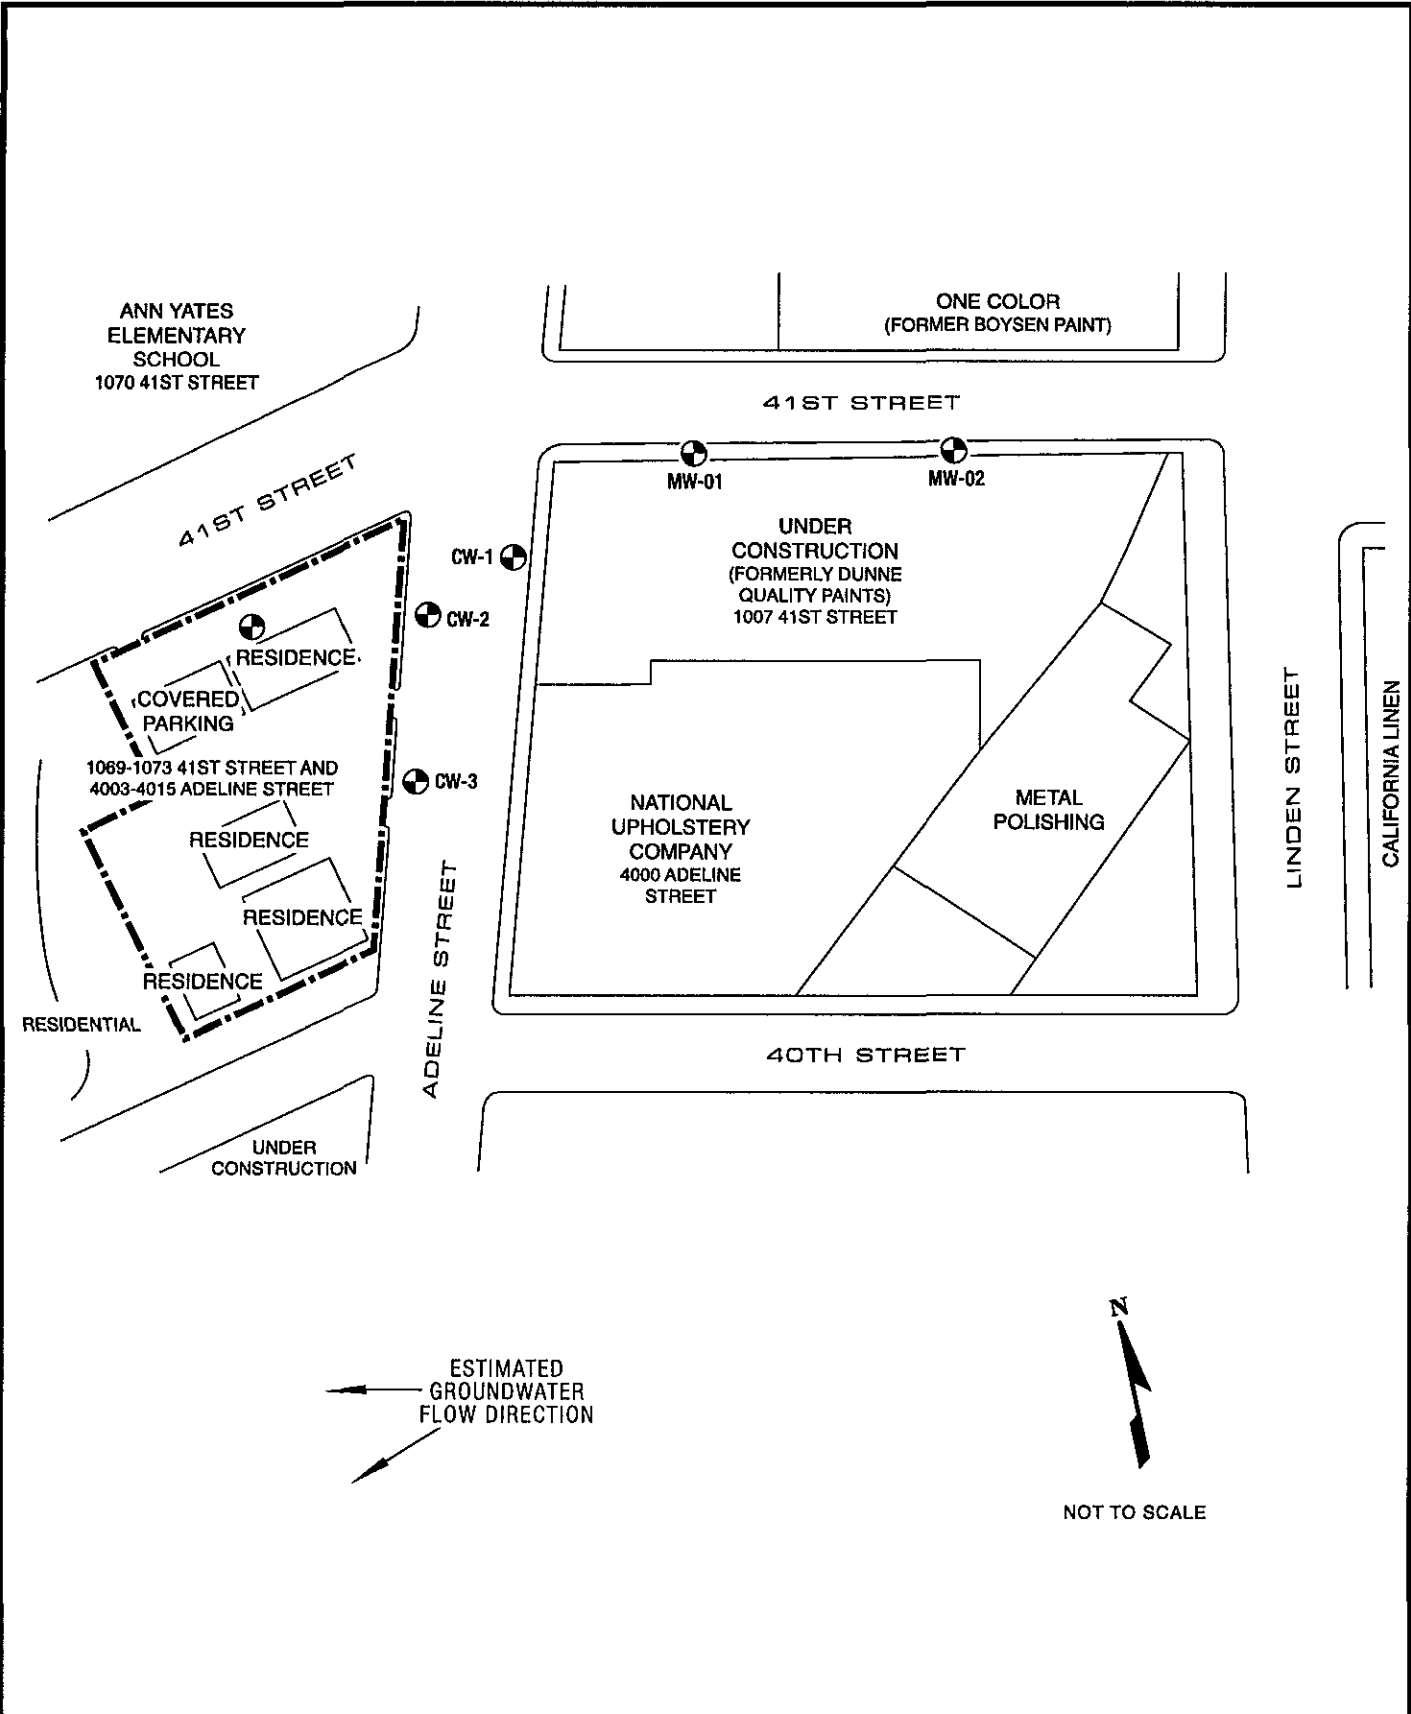 ANN YATES
ELEMENTARY
SCHOOL
1070 41ST STREET
ONE COLOR
(FORMER BOYSEN PAINT)
41ST STREET
41ST STREET
MW-01
MW-02
CW-1
CW-2
CW-3
UNDER
CONSTRUCTION
(FORMERLY DUNNE
QUALITY PAINTS)
1007 41ST STREET
RESIDENCE
COVERED
PARKING
1069-1073 41ST STREET AND
4003-4015 ADELINE STREET
RESIDENCE
RESIDENCE
RESIDENCE
RESIDENTIAL
ADELINE STREET
NATIONAL
UPHOLSTERY
COMPANY
4000 ADELINE
STREET
METAL
POLISHING
LINDEN STREET
CALIFORNIA LINEN
40TH STREET
UNDER
CONSTRUCTION
ESTIMATED
GROUNDWATER
FLOW DIRECTION
N
NOT TO SCALE